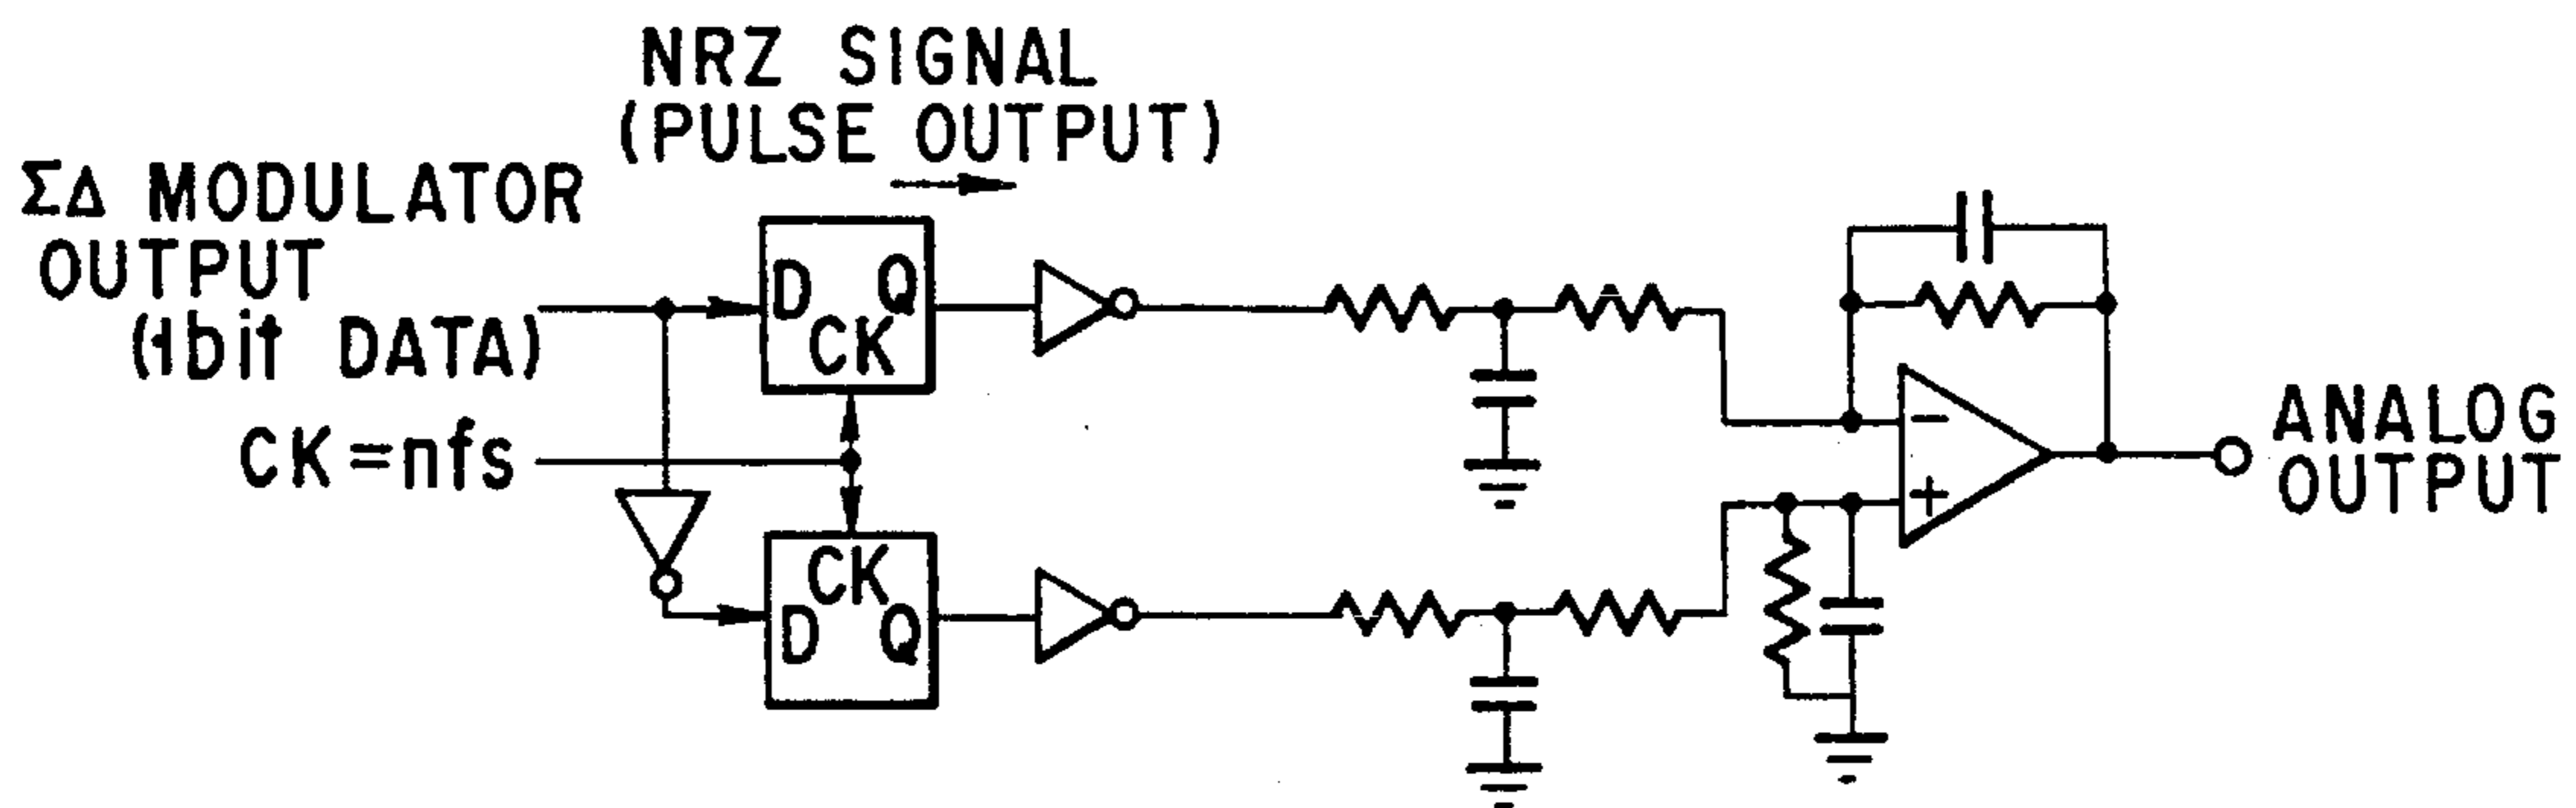 NRZ SIGNAL
(PULSE OUTPUT)
ΣΔ MODULATOR
OUTPUT
(1bit DATA)
D
Q
CK
CK=nfs
CK
D
Q
−
+
ANALOG
OUTPUT